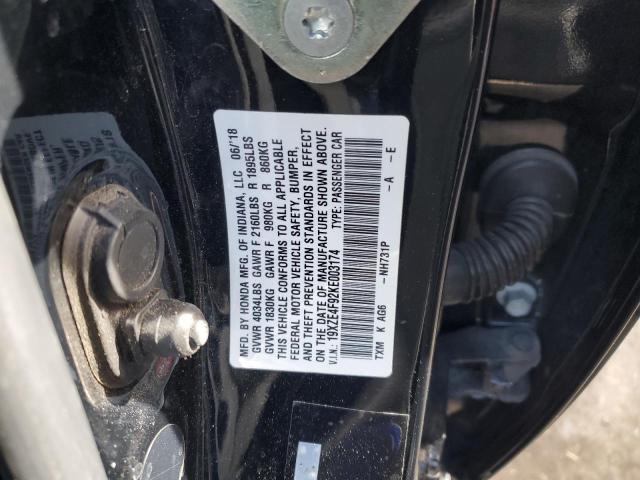 MFD. BY HONDA MFG. OF INDIANA, LLC 06/'18
GVWR 4034LBS GAWR F 2160LBS R 1895LBS
GVWR 1830KG GAWR F 980KG R 860KG
THIS VEHICLE CONFORMS TO ALL APPLICABLE
FEDERAL MOTOR VEHICLE SAFETY, BUMPER,
AND THEFT PREVENTION STANDARDS IN EFFECT
ON THE DATE OF MANUFACTURE SHOWN ABOVE.
V.I.N.: 19XZE4F92KE003174 TYPE: PASSENGER CAR
TXM K AG6 -NH731P -A -E